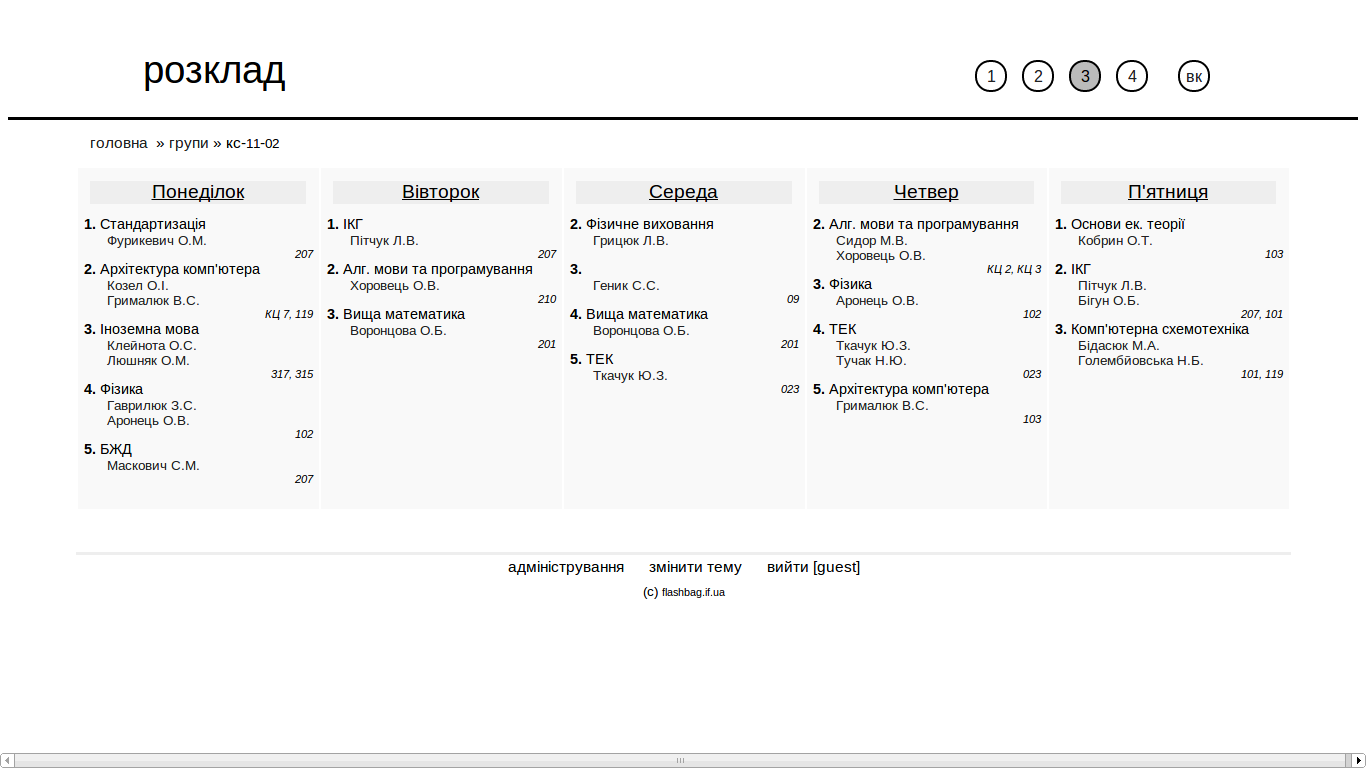 розклад
1 2 3 4 вк
головна » групи » кс-11-02
Понеділок
1. Стандартизація
Фурикевич О.М.
207
2. Архітектура комп'ютера
Козел О.І.
Грималюк В.С.
КЦ 7, 119
3. Іноземна мова
Клейнота О.С.
Люшняк О.М.
317, 315
4. Фізика
Гаврилюк З.С.
Аронець О.В.
102
5. БЖД
Маскович С.М.
207
Вівторок
1. ІКГ
Пітчук Л.В.
207
2. Алг. мови та програмування
Хоровець О.В.
210
3. Вища математика
Воронцова О.Б.
201
Середа
2. Фізичне виховання
Грицюк Л.В.
3.
Геник С.С.
09
4. Вища математика
Воронцова О.Б.
201
5. ТЕК
Ткачук Ю.З.
023
Четвер
2. Алг. мови та програмування
Сидор М.В.
Хоровець О.В.
КЦ 2, КЦ 3
3. Фізика
Аронець О.В.
102
4. ТЕК
Ткачук Ю.З.
Тучак Н.Ю.
023
5. Архітектура комп'ютера
Грималюк В.С.
103
П'ятниця
1. Основи ек. теорії
Кобрин О.Т.
103
2. ІКГ
Пітчук Л.В.
Бігун О.Б.
207, 101
3. Комп'ютерна схемотехніка
Бідасюк М.А.
Голембйовська Н.Б.
101, 119
адміністрування змінити тему вийти [guest]
(c) flashbag.if.ua